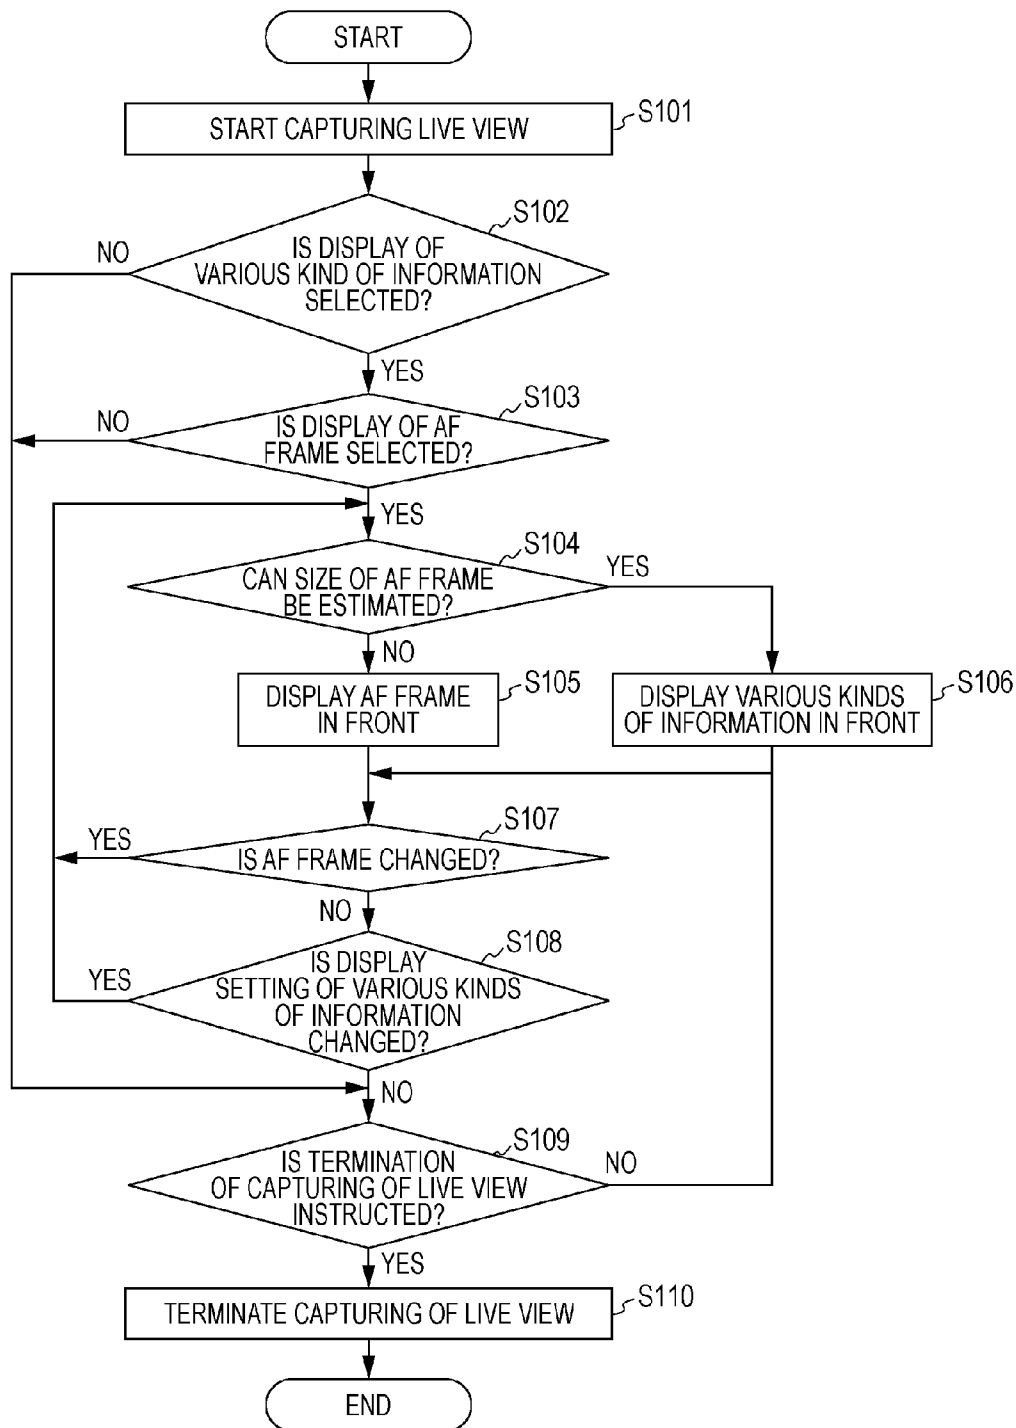 START
START CAPTURING LIVE VIEW
S101
S102
NO
IS DISPLAY OF
VARIOUS KIND OF INFORMATION
SELECTED?
YES
S103
NO
IS DISPLAY OF AF
FRAME SELECTED?
YES
S104
YES
CAN SIZE OF AF FRAME
BE ESTIMATED?
NO
DISPLAY AF FRAME
IN FRONT
S105
DISPLAY VARIOUS KINDS
OF INFORMATION IN FRONT
S106
S107
YES
IS AF FRAME CHANGED?
NO
S108
YES
IS DISPLAY
SETTING OF VARIOUS KINDS
OF INFORMATION
CHANGED?
NO
S109
NO
IS TERMINATION
OF CAPTURING OF LIVE VIEW
INSTRUCTED?
YES
TERMINATE CAPTURING OF LIVE VIEW
S110
END